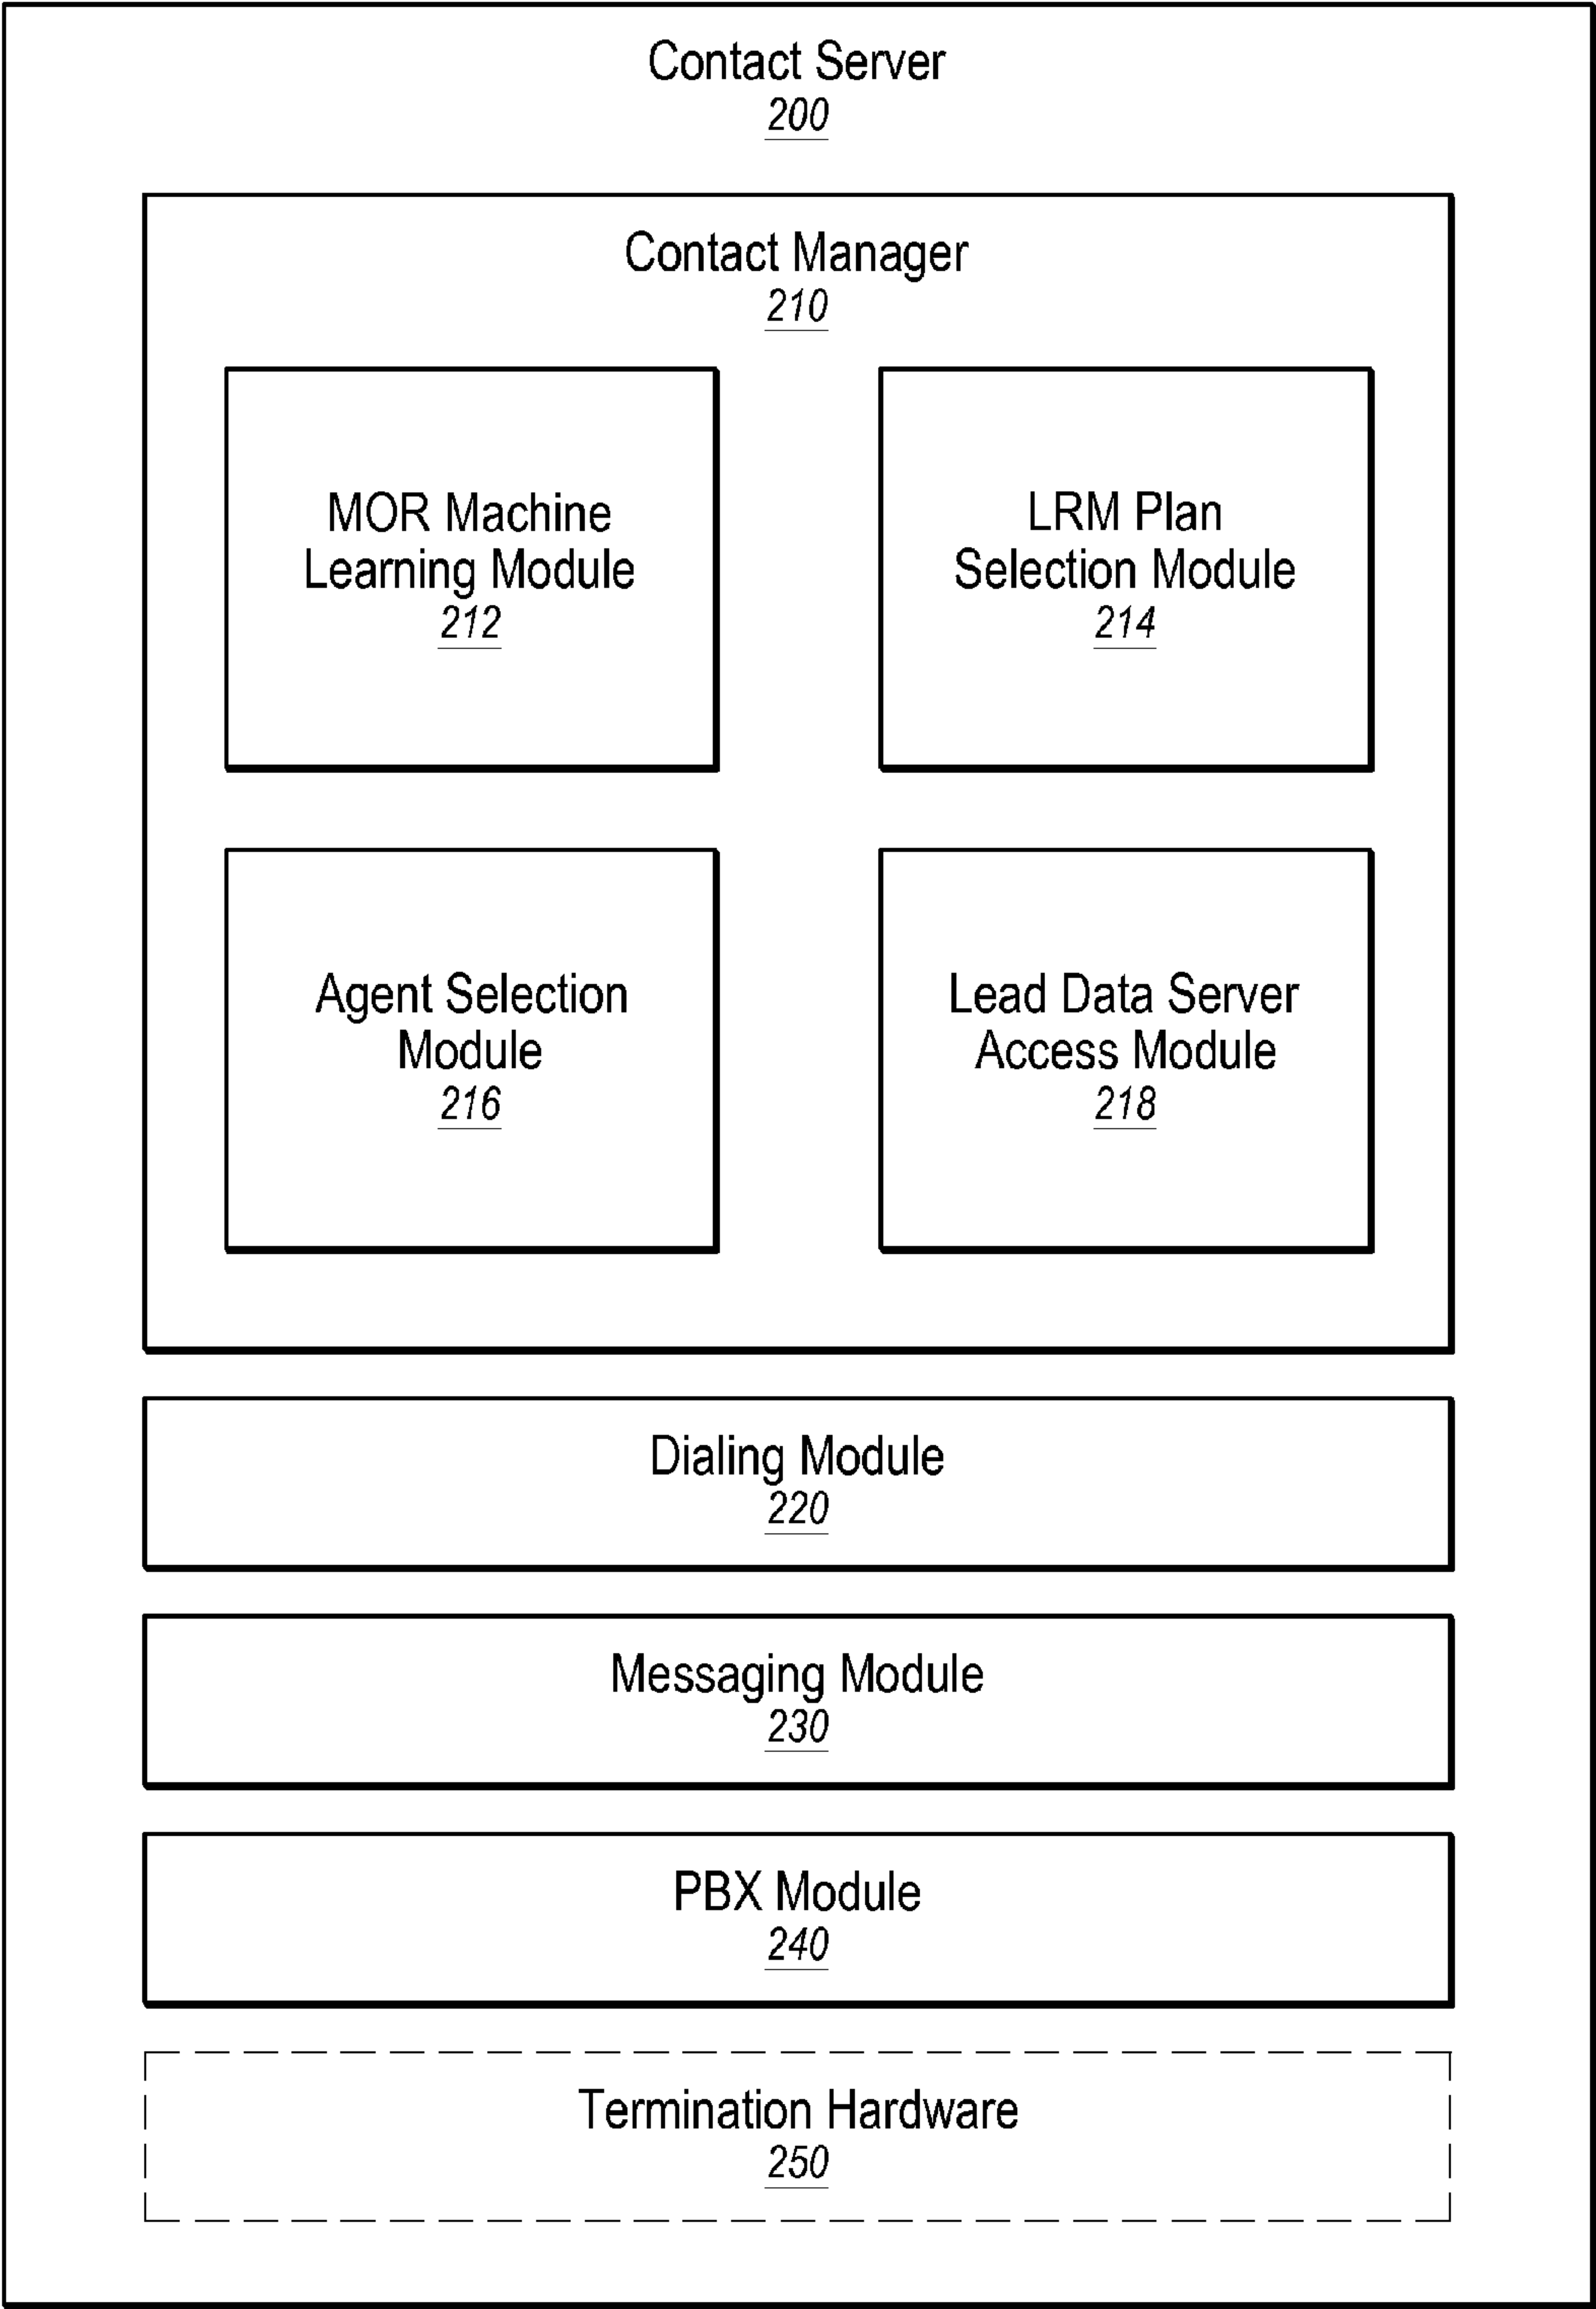 Contact Server
200
Contact Manager
210
MOR Machine
Learning Module
212
LRM Plan
Selection Module
214
Agent Selection
Module
216
Lead Data Server
Access Module
218
Dialing Module
220
Messaging Module
230
PBX Module
240
Termination Hardware
250